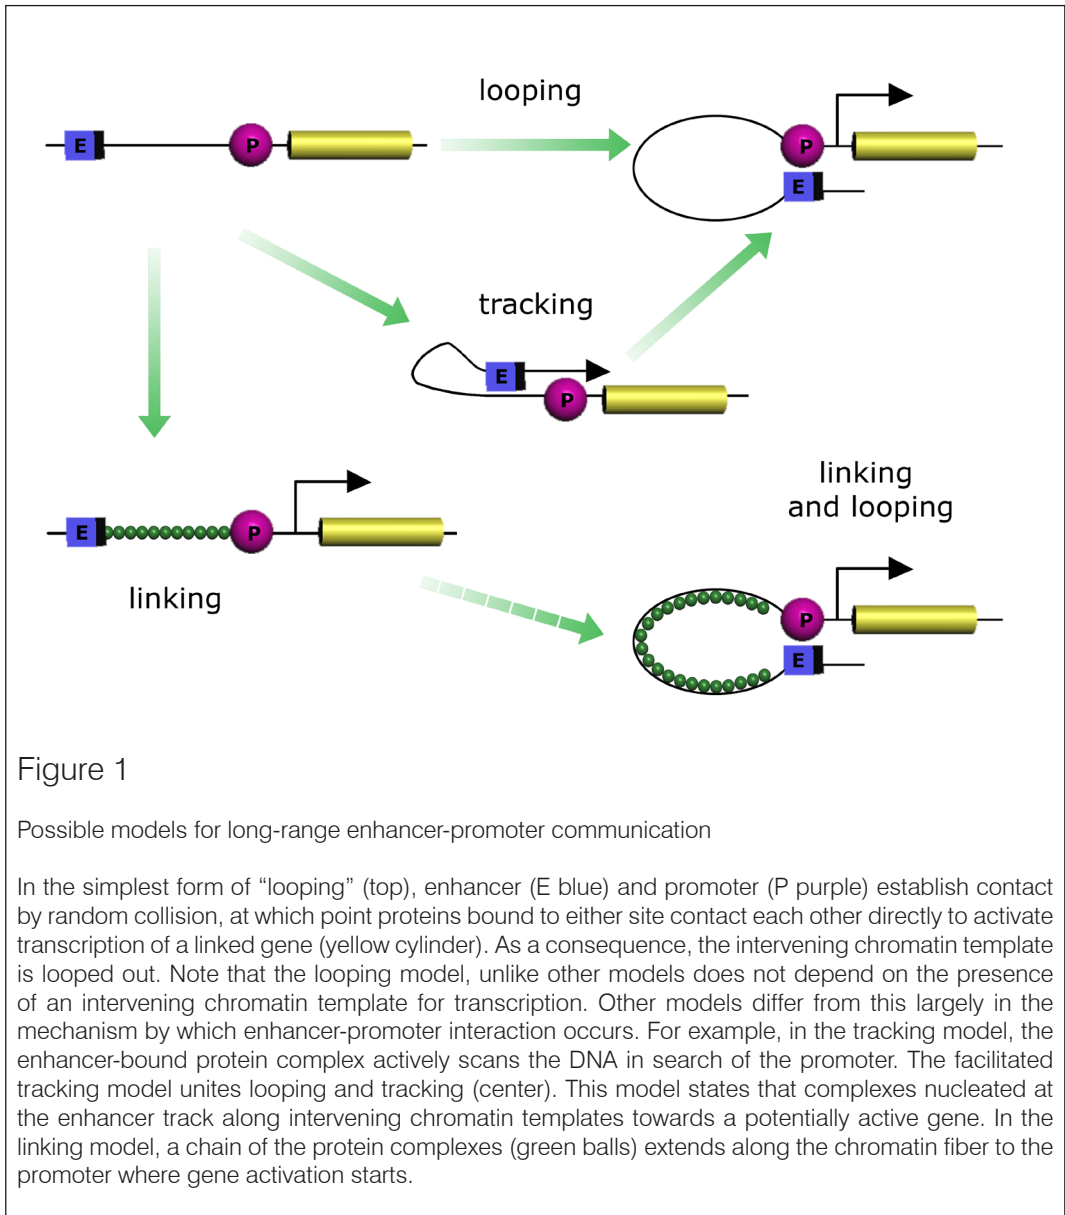 looping
E
P
P
E
tracking
E
P
linking
and looping
E
P
linking
P
E
Figure 1
Possible models for long-range enhancer-promoter communication
In the simplest form of “looping” (top), enhancer (E blue) and promoter (P purple) establish contact
by random collision, at which point proteins bound to either site contact each other directly to activate
transcription of a linked gene (yellow cylinder). As a consequence, the intervening chromatin template
is looped out. Note that the looping model, unlike other models does not depend on the presence
of an intervening chromatin template for transcription. Other models differ from this largely in the
mechanism by which enhancer-promoter interaction occurs. For example, in the tracking model, the
enhancer-bound protein complex actively scans the DNA in search of the promoter. The facilitated
tracking model unites looping and tracking (center). This model states that complexes nucleated at
the enhancer track along intervening chromatin templates towards a potentially active gene. In the
linking model, a chain of the protein complexes (green balls) extends along the chromatin fiber to the
promoter where gene activation starts.